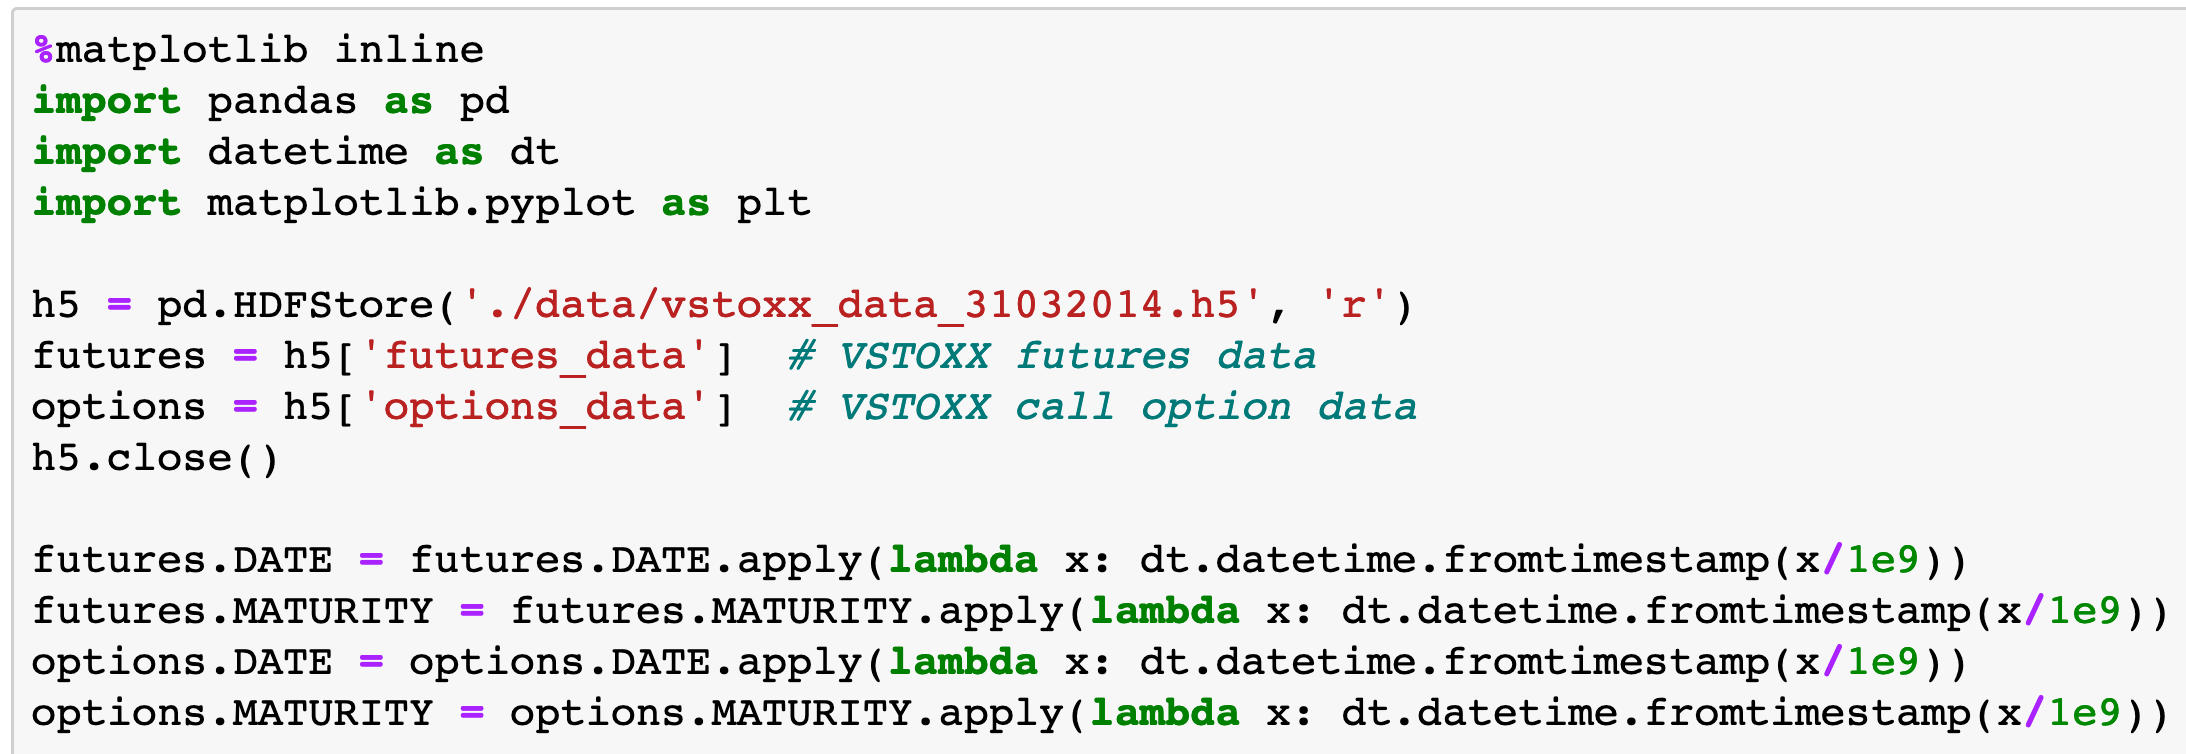 %matplotlib inline
import pandas as pd
import datetime as dt
import matplotlib.pyplot as plt

h5 = pd.HDFStore('./data/vstoxx_data_31032014.h5', 'r')
futures = h5['futures_data']  # VSTOXX futures data
options = h5['options_data']  # VSTOXX call option data
h5.close()

futures.DATE = futures.DATE.apply(lambda x: dt.datetime.fromtimestamp(x/1e9))
futures.MATURITY = futures.MATURITY.apply(lambda x: dt.datetime.fromtimestamp(x/1e9))
options.DATE = options.DATE.apply(lambda x: dt.datetime.fromtimestamp(x/1e9))
options.MATURITY = options.MATURITY.apply(lambda x: dt.datetime.fromtimestamp(x/1e9))